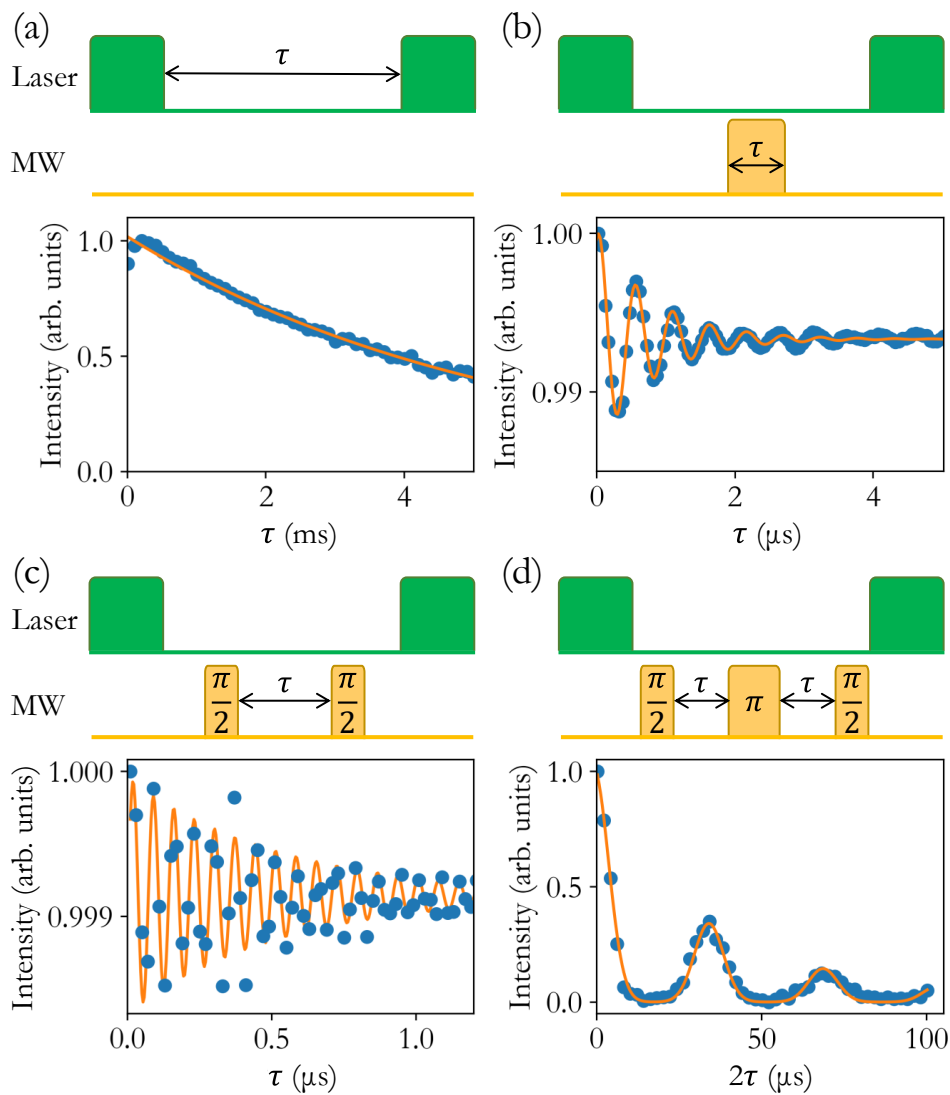 (a)
Laser
τ
MW
Intensity (arb. units)
1.0
0.5
0.0
0 2 4
τ (ms)
(b)
τ
Intensity (arb. units)
1.00
0.99
0 2 4
τ (μs)
(c)
Laser
MW
π/2 τ π/2
Intensity (arb. units)
1.000
0.999
0.0 0.5 1.0
τ (μs)
(d)
π/2 τ π τ π/2
Intensity (arb. units)
1.0
0.5
0.0
0 50 100
2τ (μs)